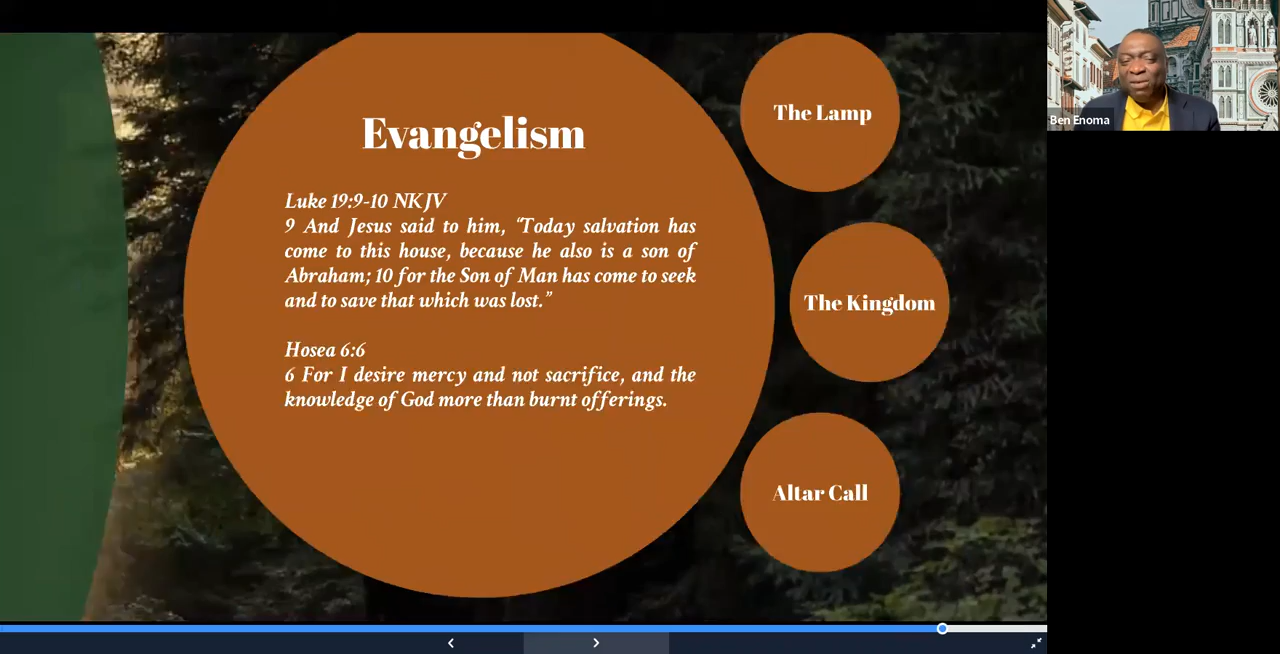 Evangelism
Luke 19:9-10 NKJV
9 And Jesus said to him, “Today salvation has
come to this house, because he also is a son of
Abraham; 10 for the Son of Man has come to seek
and to save that which was lost.”
Hosea 6:6
6 For I desire mercy and not sacrifice, and the
knowledge of God more than burnt offerings.
The Lamp
The Kingdom
Altar Call
Ben Enoma